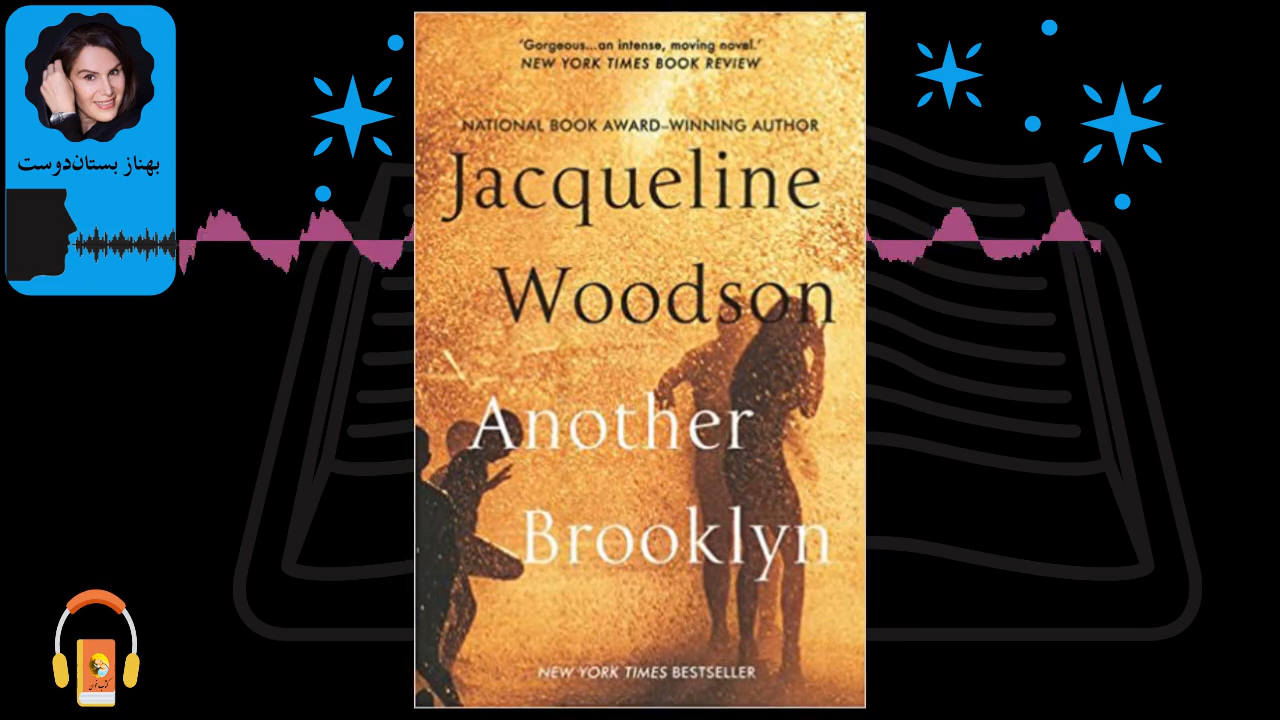 بهناز بستان‌دوست
‘Gorgeous...an intense, moving novel.’
NEW YORK TIMES BOOK REVIEW
NATIONAL BOOK AWARD–WINNING AUTHOR
Jacqueline
Woodson
Another
Brooklyn
NEW YORK TIMES BESTSELLER